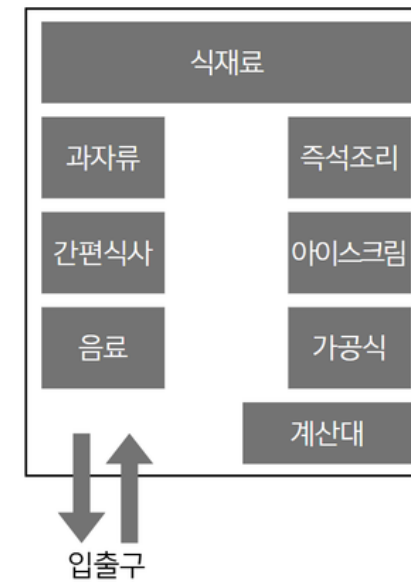 식재료
과자류
즉석조리
간편식사
아이스크림
음료
가공식
계산대
입출구